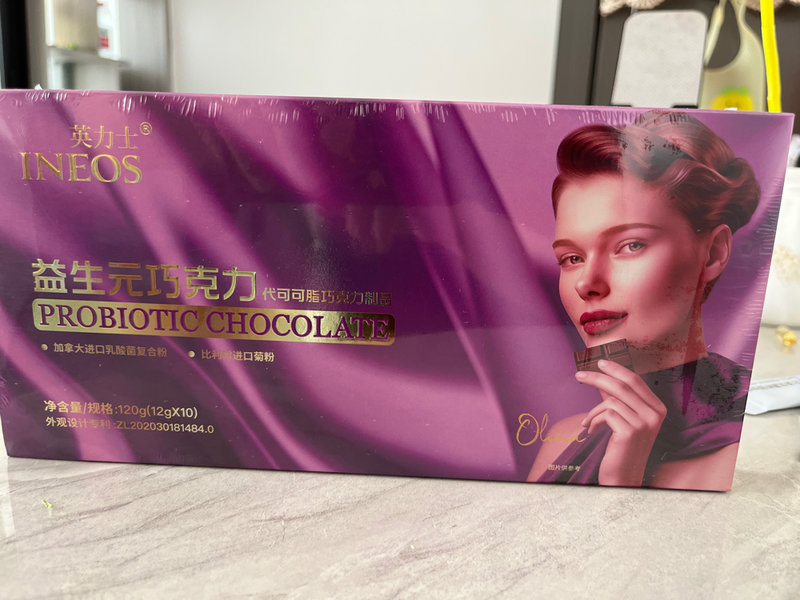 英力士®
INEOS
益生元巧克力 代可可脂巧克力制品
PROBIOTIC CHOCOLATE
加拿大进口乳酸菌复合粉 比利时进口菊粉
净含量/规格:120g(12gX10)
外观设计专利:ZL202030181484.0
图片供参考